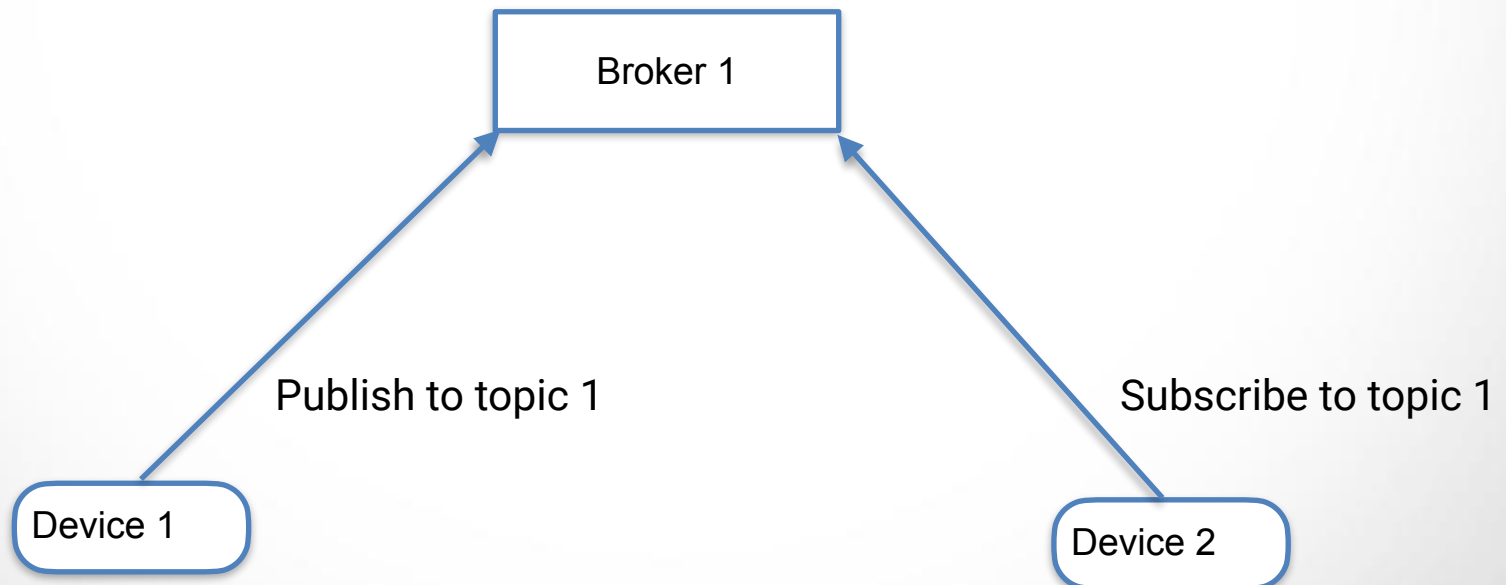 Broker 1
Publish to topic 1
Subscribe to topic 1
Device 1
Device 2